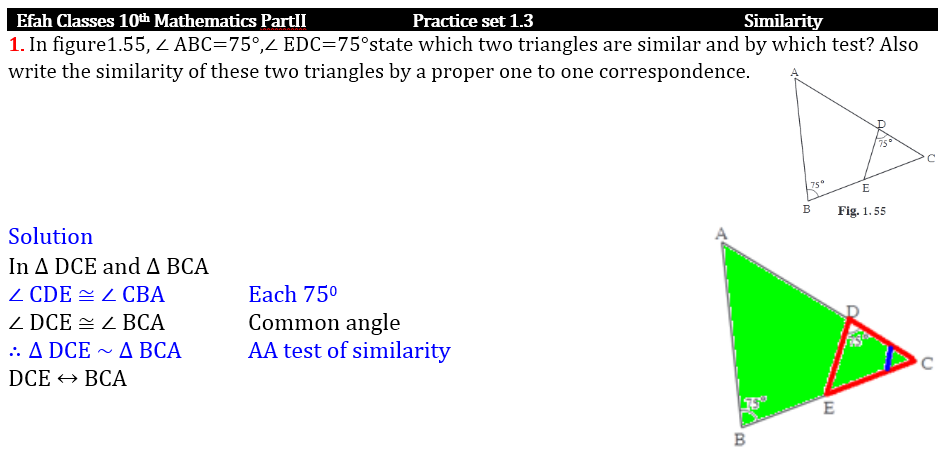 Efah Classes 10th Mathematics PartII Practice set 1.3 Similarity
1. In figure1.55, ∠ ABC=75°,∠ EDC=75°state which two triangles are similar and by which test? Also
write the similarity of these two triangles by a proper one to one correspondence.
A
D
75°
C
75°
E
B
Fig. 1.55
Solution
In Δ DCE and Δ BCA
∠ CDE ≅ ∠ CBA Each 75⁰
∠ DCE ≅ ∠ BCA Common angle
∴ Δ DCE ~ Δ BCA AA test of similarity
DCE ↔ BCA
A
D
75°
C
75°
E
B